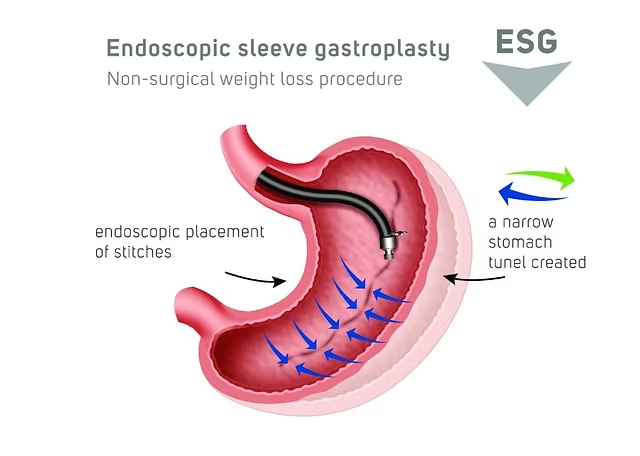 Endoscopic sleeve gastroplasty
Non-surgical weight loss procedure
ESG
endoscopic placement
of stitches
a narrow
stomach
tunel created